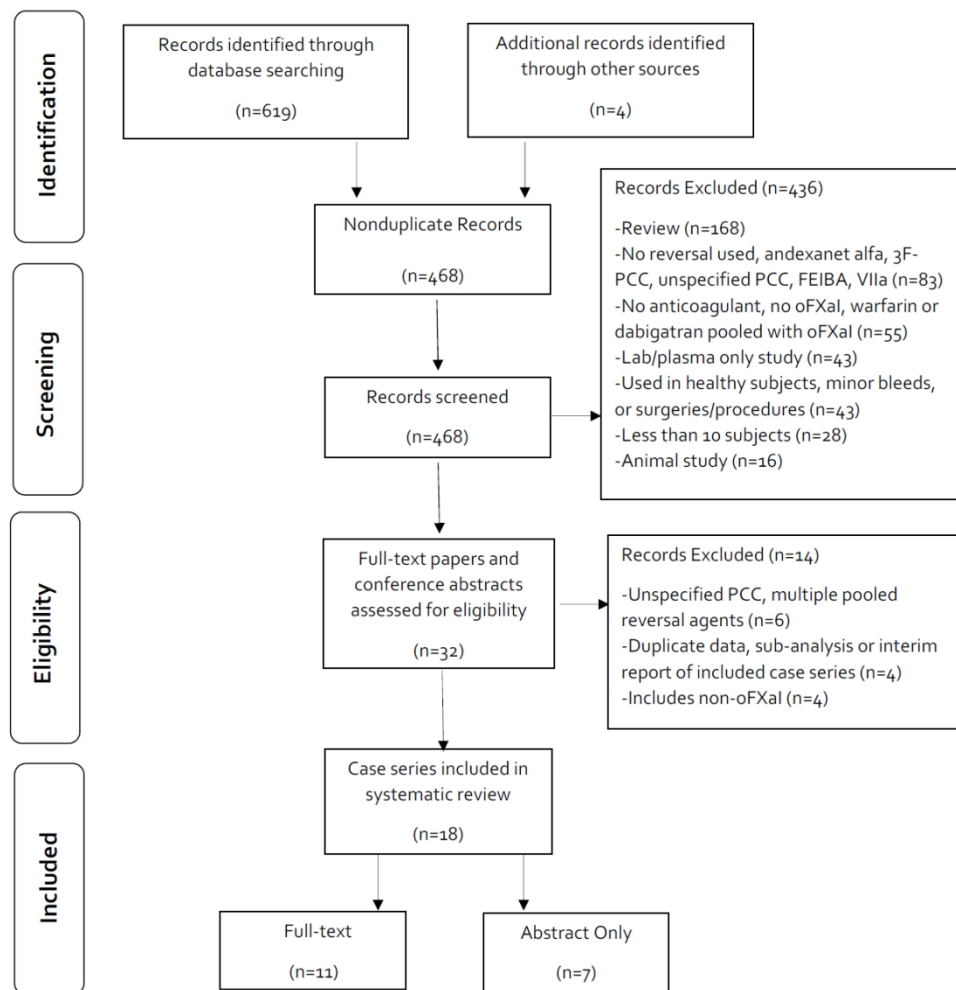 Identification
Records identified through
database searching
(n=619)
Additional records identified
through other sources
(n=4)
Nonduplicate Records
(n=468)
Screening
Records screened
(n=468)
Records Excluded (n=436)
-Review (n=168)
-No reversal used, andexanet alfa, 3F-
PCC, unspecified PCC, FEIBA, VIIa (n=83)
-No anticoagulant, no oFXaI, warfarin or
dabigatran pooled with oFXaI (n=55)
-Lab/plasma only study (n=43)
-Used in healthy subjects, minor bleeds,
or surgeries/procedures (n=43)
-Less than 10 subjects (n=28)
-Animal study (n=16)
Eligibility
Full-text papers and
conference abstracts
assessed for eligibility
(n=32)
Records Excluded (n=14)
-Unspecified PCC, multiple pooled
reversal agents (n=6)
-Duplicate data, sub-analysis or interim
report of included case series (n=4)
-Includes non-oFXaI (n=4)
Included
Case series included in
systematic review
(n=18)
Full-text
(n=11)
Abstract Only
(n=7)